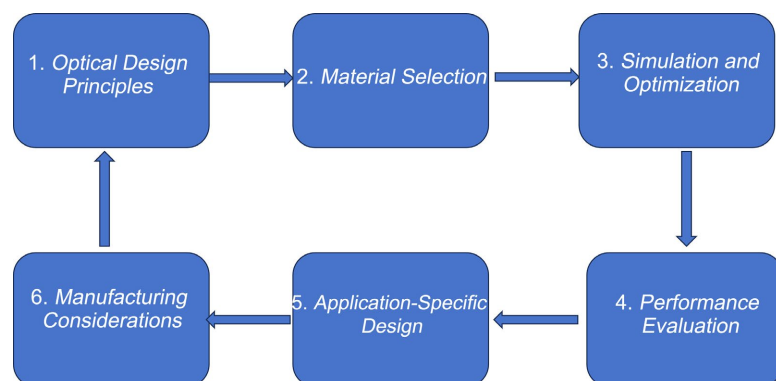 1. Optical Design
Principles
2. Material Selection
3. Simulation and
Optimization
4. Performance
Evaluation
5. Application-Specific
Design
6. Manufacturing
Considerations